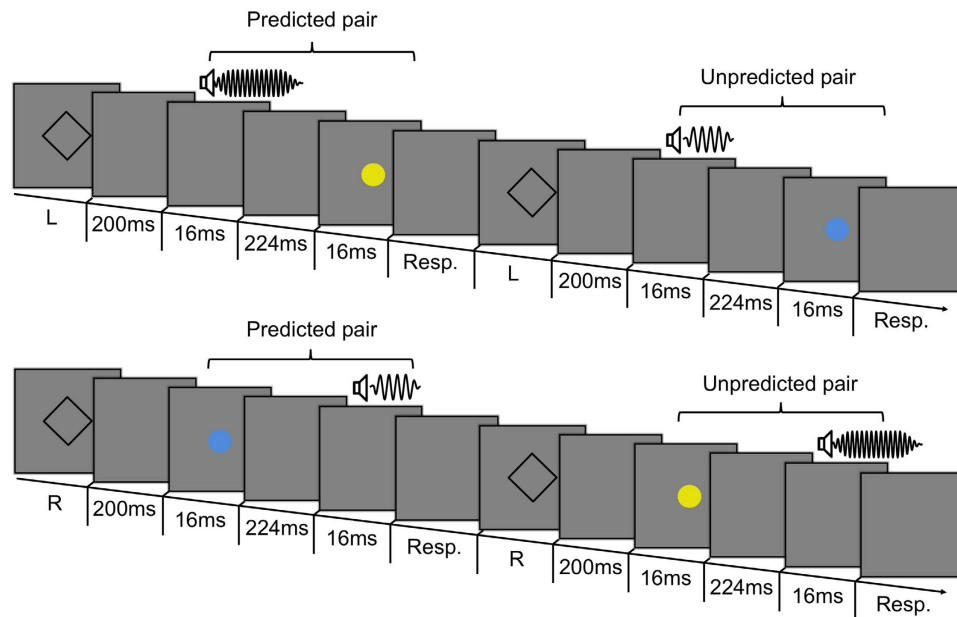 Predicted pair
Unpredicted pair
L
200ms
16ms
224ms
16ms
Resp.
L
200ms
16ms
224ms
16ms
Resp.
Predicted pair
Unpredicted pair
R
200ms
16ms
224ms
16ms
Resp.
R
200ms
16ms
224ms
16ms
Resp.